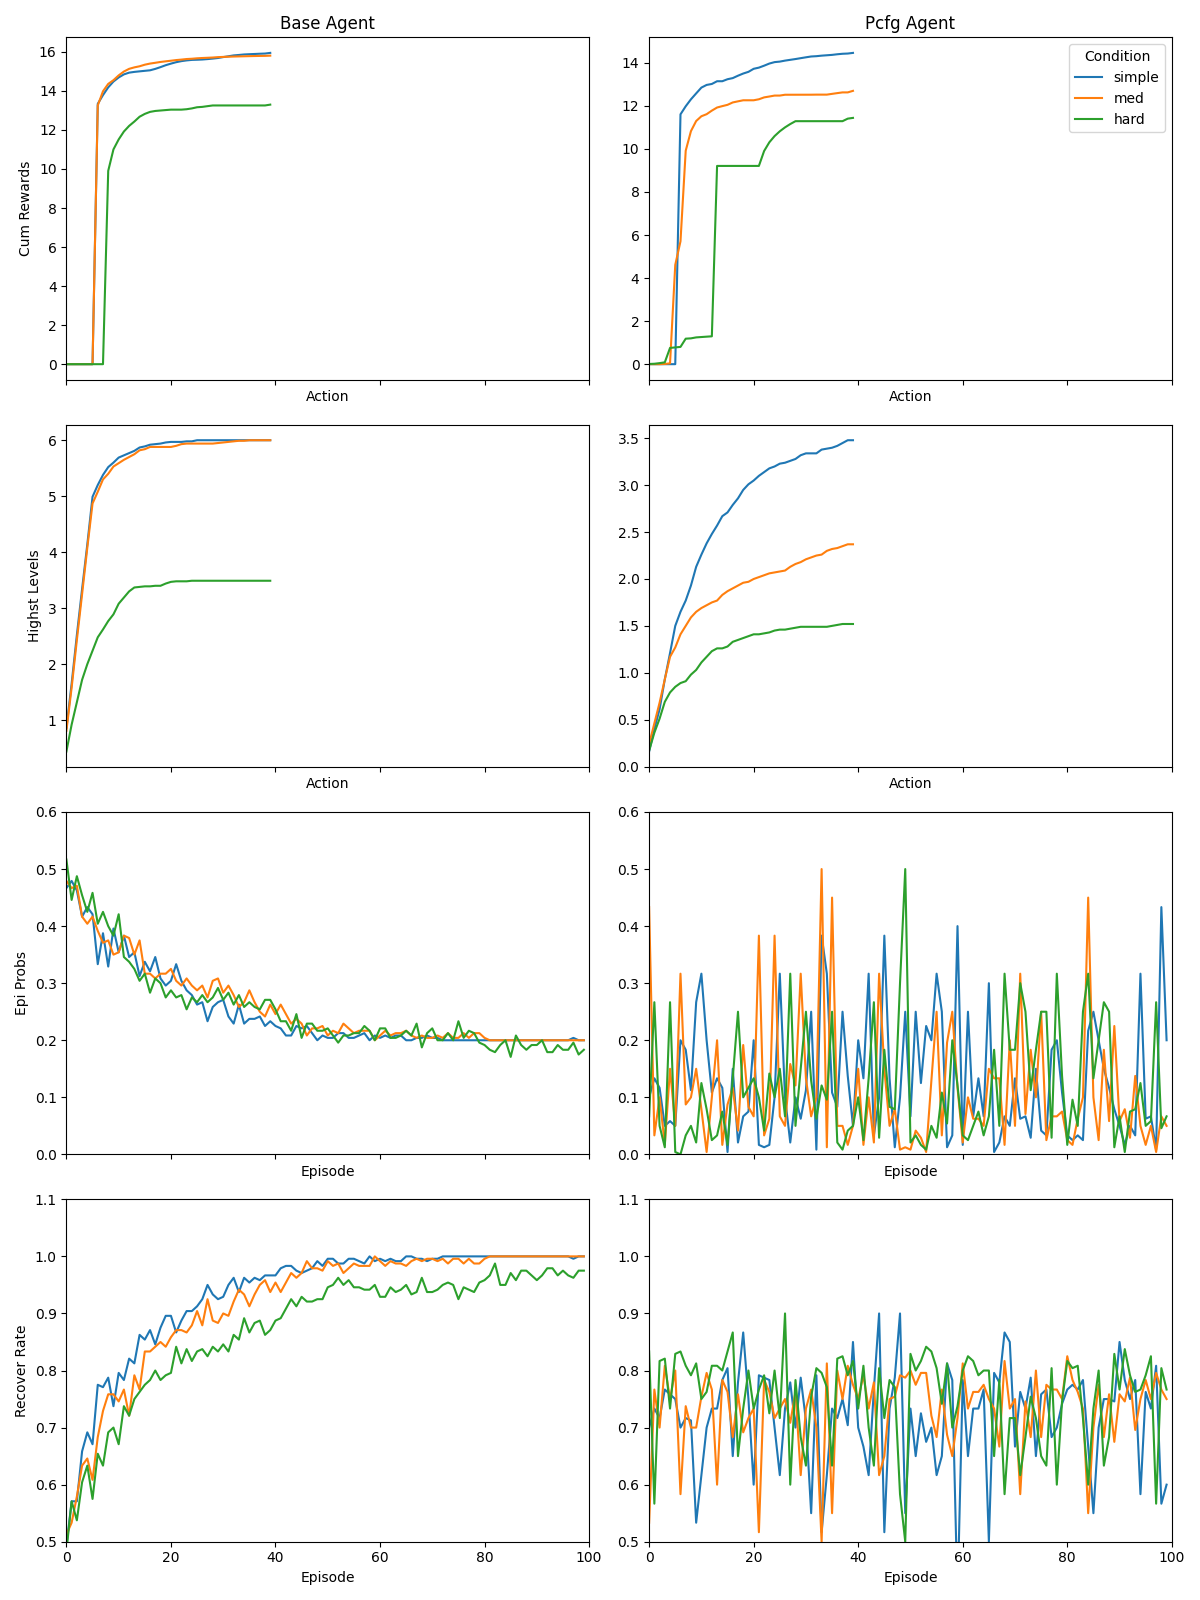 Base Agent
Pcfg Agent
Cum Rewards
16
14
12
10
8
6
4
2
0
Action
14
12
10
8
6
4
2
0
Condition
simple
med
hard
Action
Highst Levels
6
5
4
3
2
1
Action
3.5
3.0
2.5
2.0
1.5
1.0
0.5
0.0
Action
Epi Probs
0.6
0.5
0.4
0.3
0.2
0.1
0.0
Episode
0.6
0.5
0.4
0.3
0.2
0.1
0.0
Episode
Recover Rate
1.1
1.0
0.9
0.8
0.7
0.6
0.5
0 20 40 60 80 100
Episode
1.1
1.0
0.9
0.8
0.7
0.6
0.5
0 20 40 60 80 100
Episode